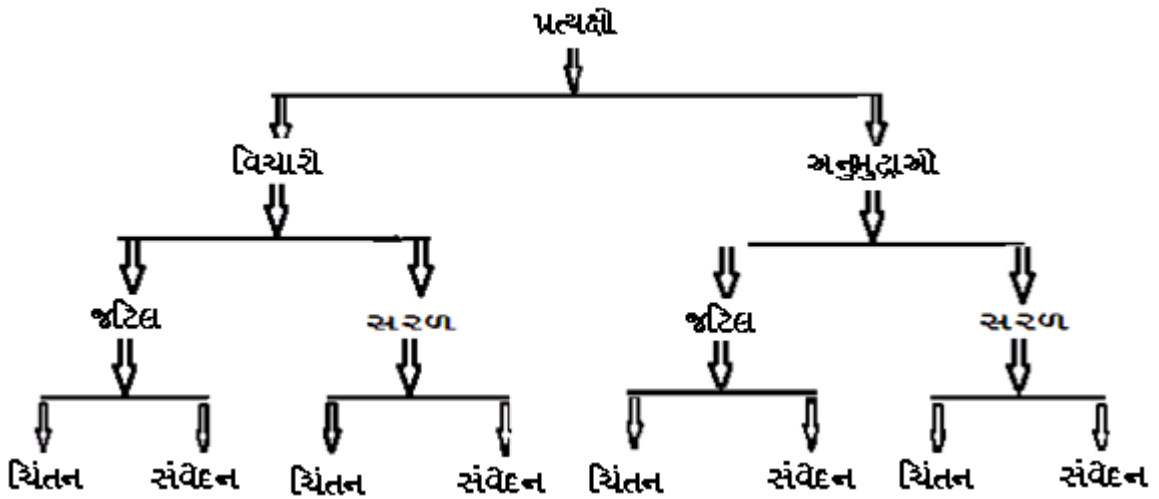 પ્રત્યક્ષો
વિચારો અનુમુદ્રાઓ
જટિલ સરળ જટિલ સરળ
ચિંતન સંવેદન ચિંતન સંવેદન ચિંતન સંવેદન ચિંતન સંવેદન